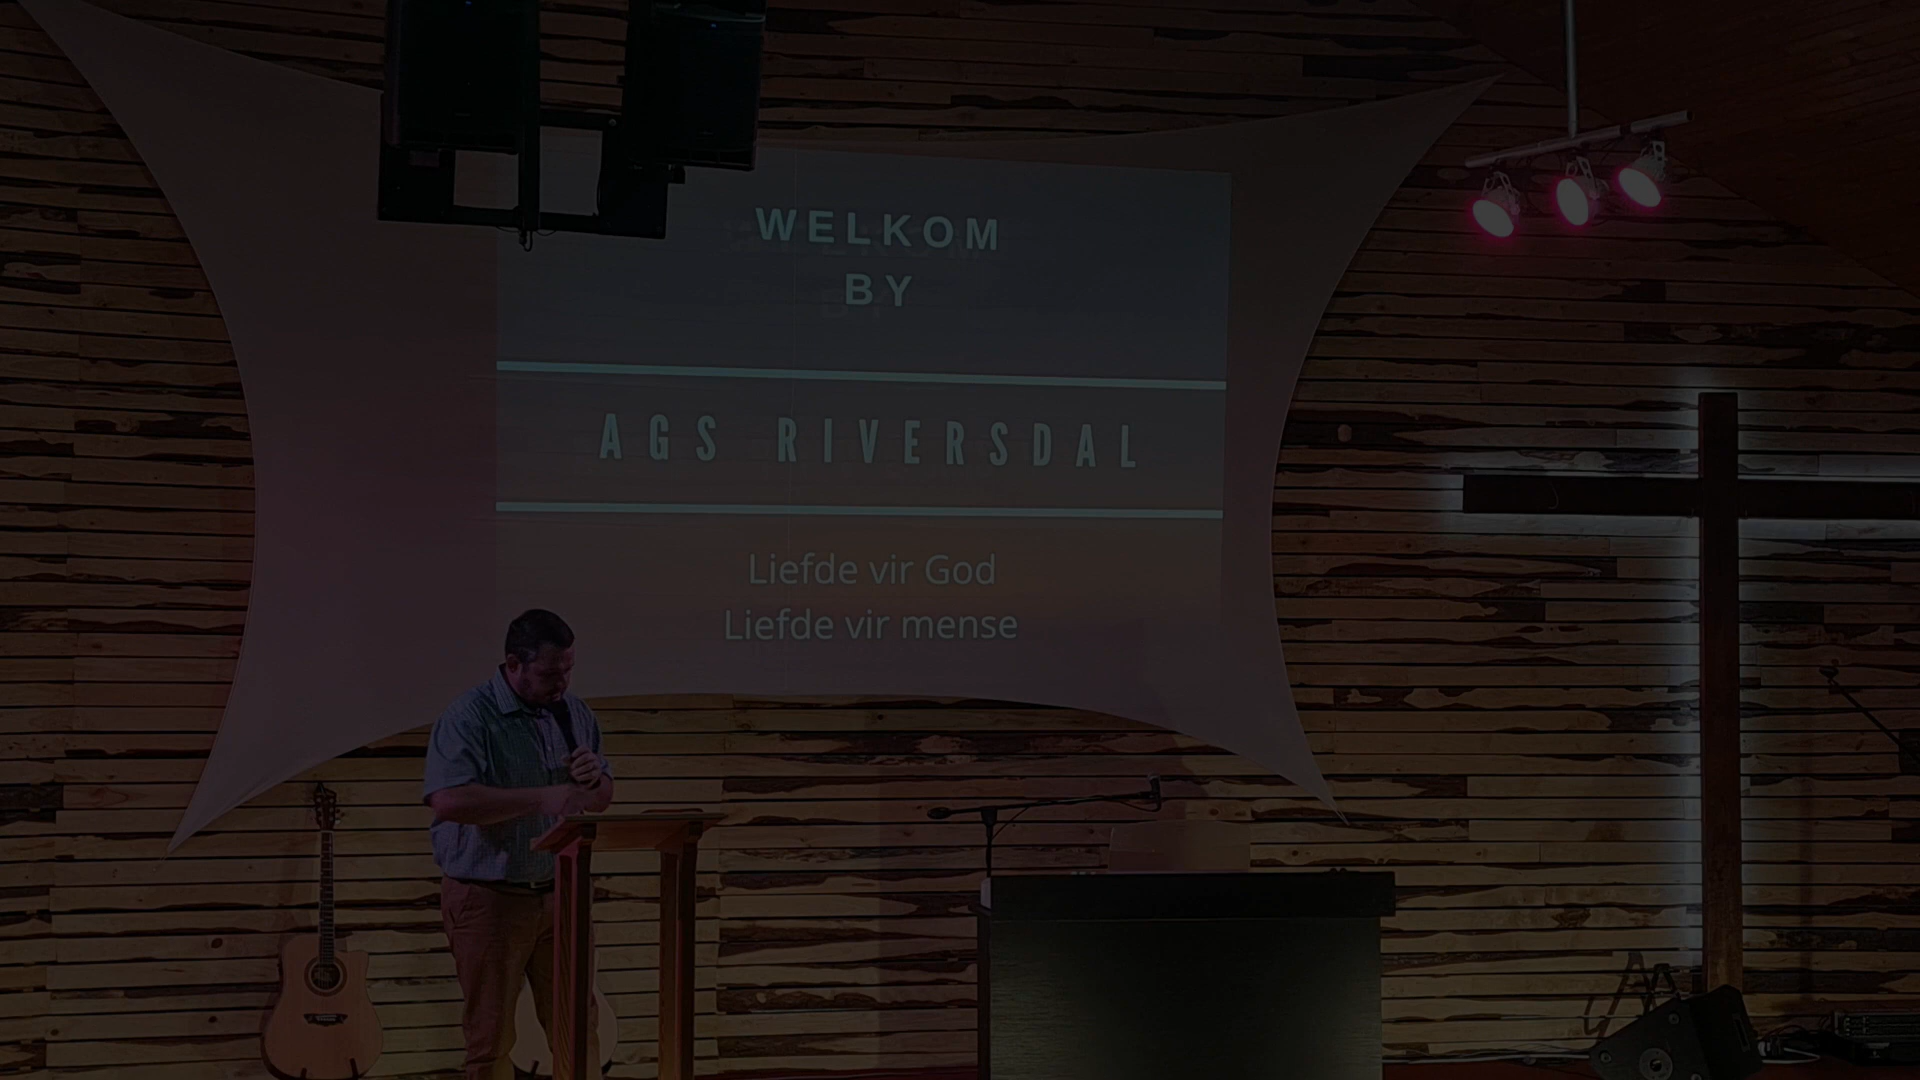 WELKOM
BY
AGS RIVERSDAL
Liefde vir God
Liefde vir mense